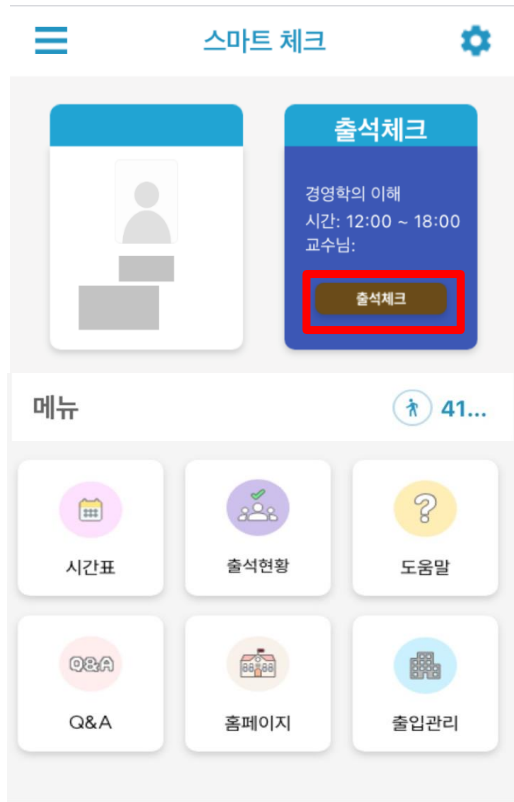 스마트 체크
출석체크
경영학의 이해
시간: 12:00 ~ 18:00
교수님:
출석체크
메뉴
41...
시간표
출석현황
도움말
Q&A
Q&A
홈페이지
출입관리